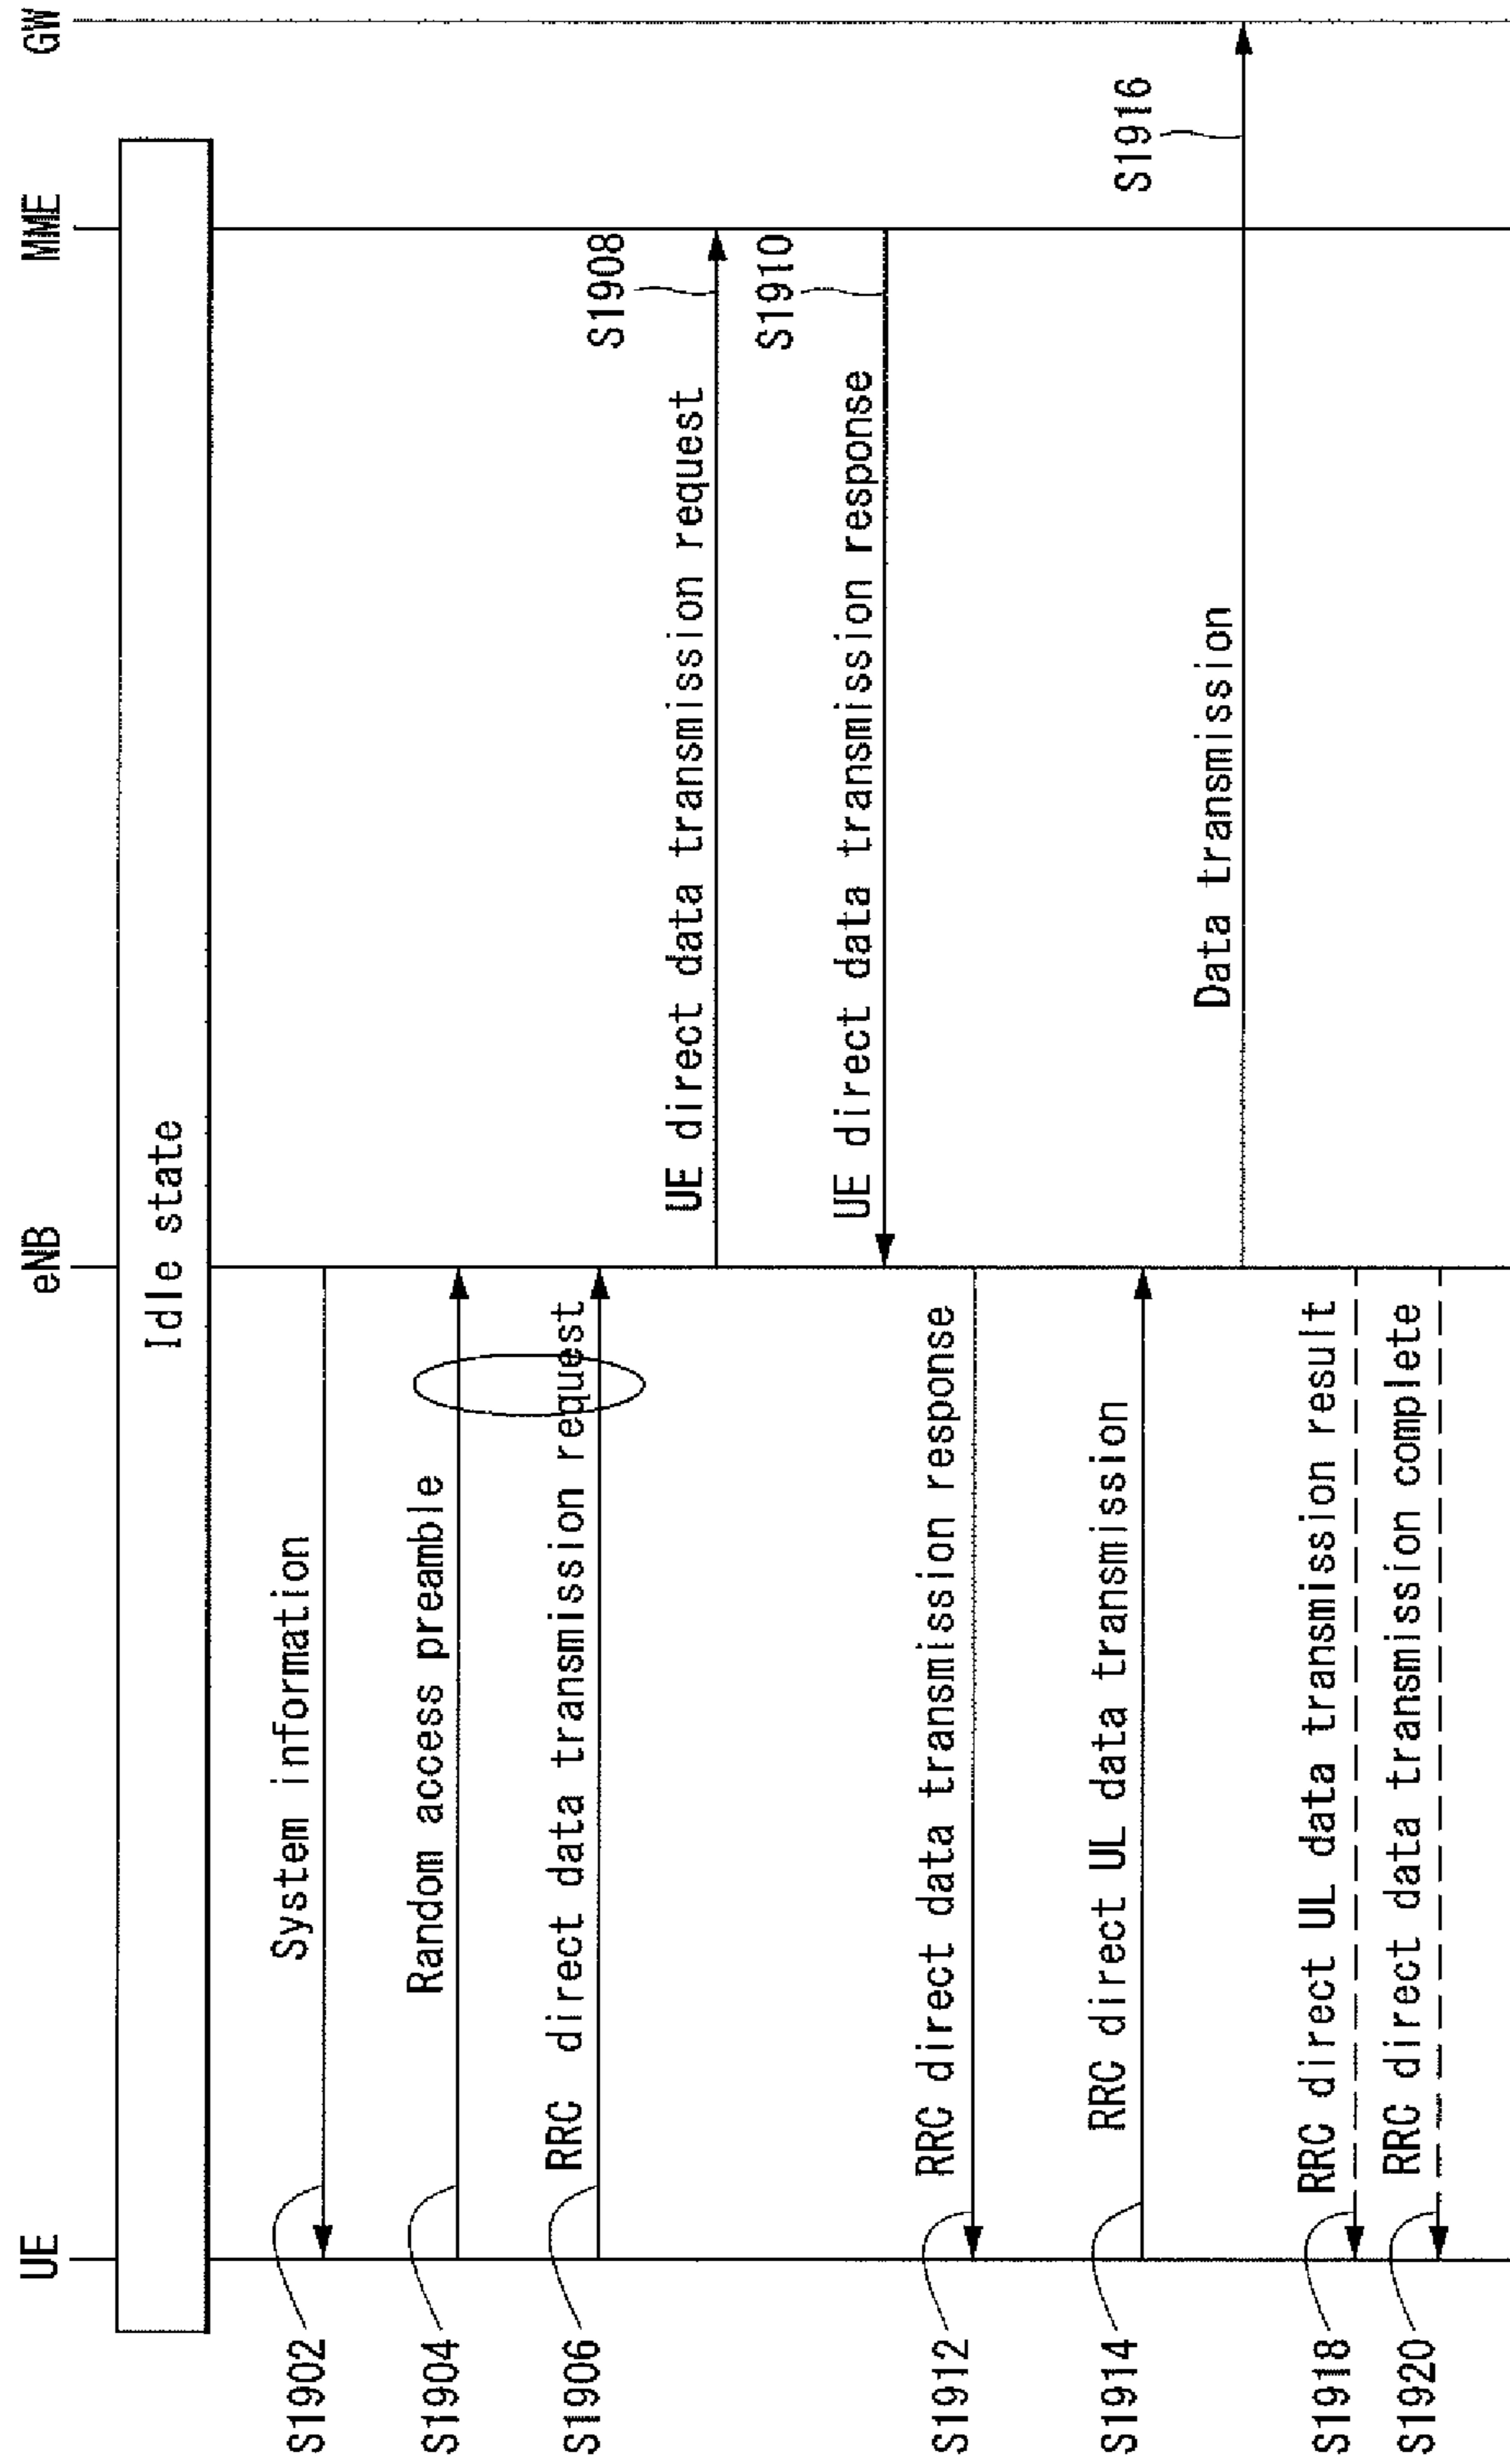 UE
eNB
MME
GW
Idle state
S1902
System information
S1904
Random access preamble
S1906
RRC direct data transmission request
UE direct data transmission request
S1908
UE direct data transmission response
S1910
S1912
RRC direct data transmission response
S1914
RRC direct UL data transmission
Data transmission
S1916
S1918
RRC direct UL data transmission result
S1920
RRC direct data transmission complete